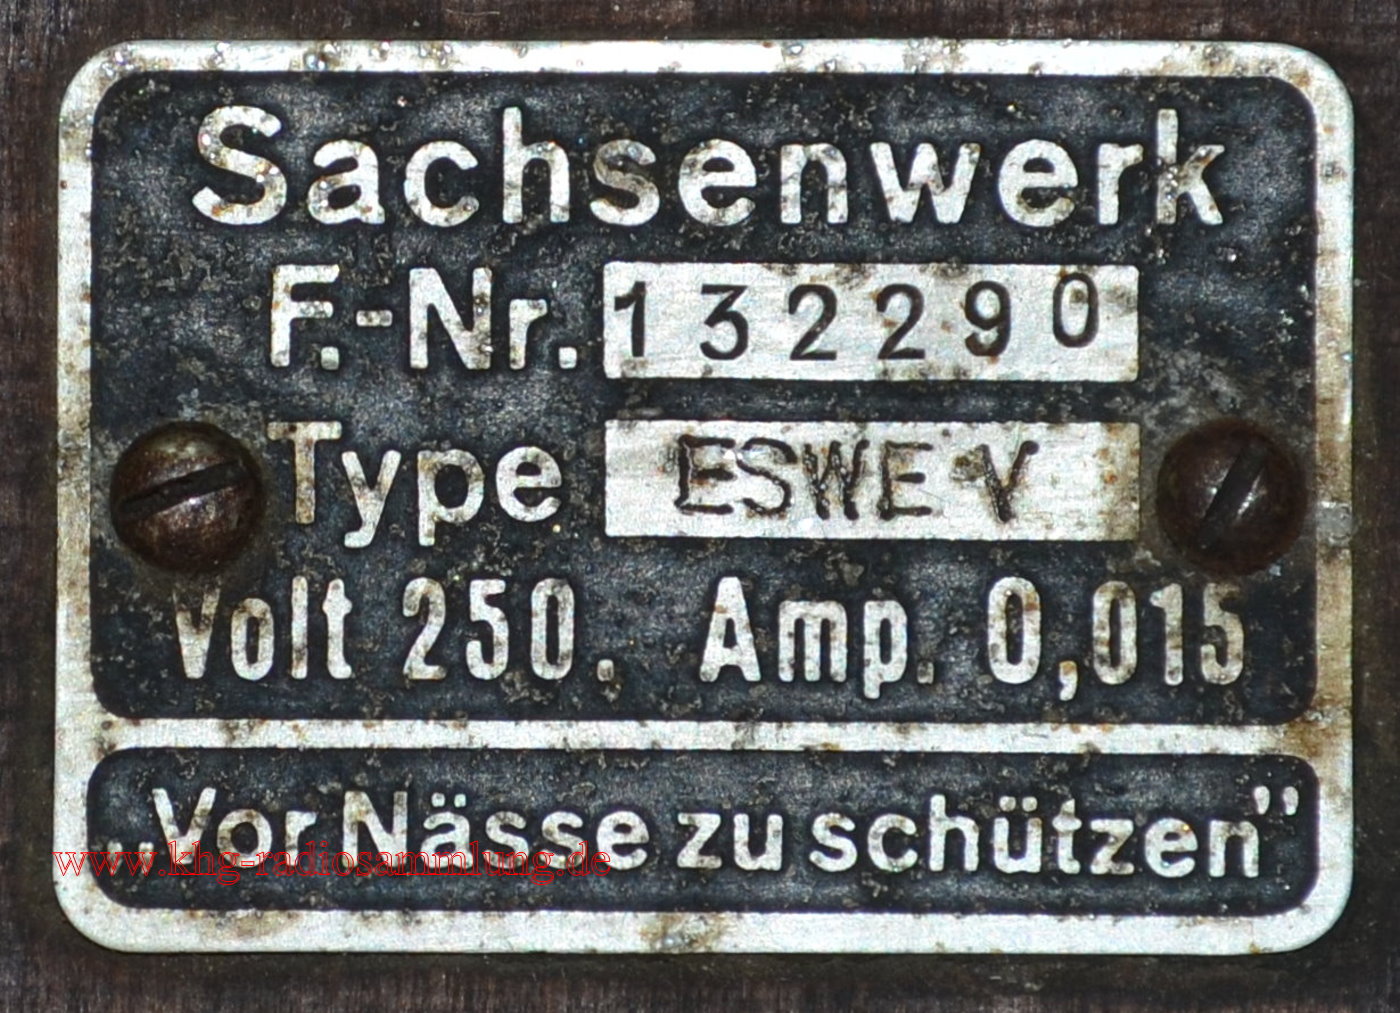 Sachsenwerk
F.-Nr. 132290
Type ESWE V
Volt 250. Amp. 0,015
„Vor Nässe zu schützen"
www.khg-radiosammlung.de